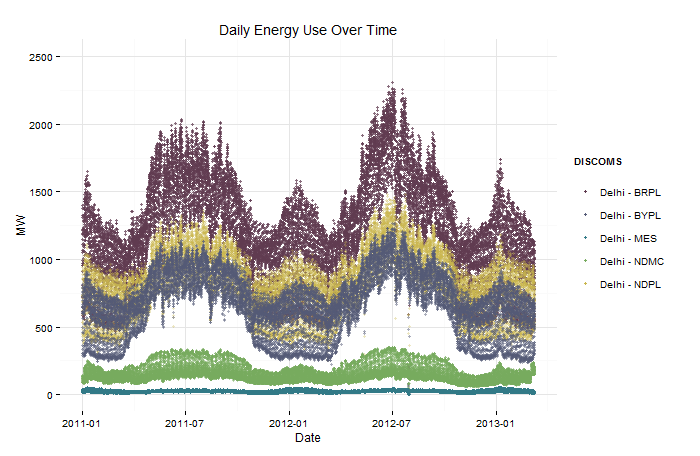 Daily Energy Use Over Time
2500
2000
1500
1000
500
0
MW
2011-01
2011-07
2012-01
2012-07
2013-01
Date
DISCOMS
Delhi - BRPL
Delhi - BYPL
Delhi - MES
Delhi - NDMC
Delhi - NDPL